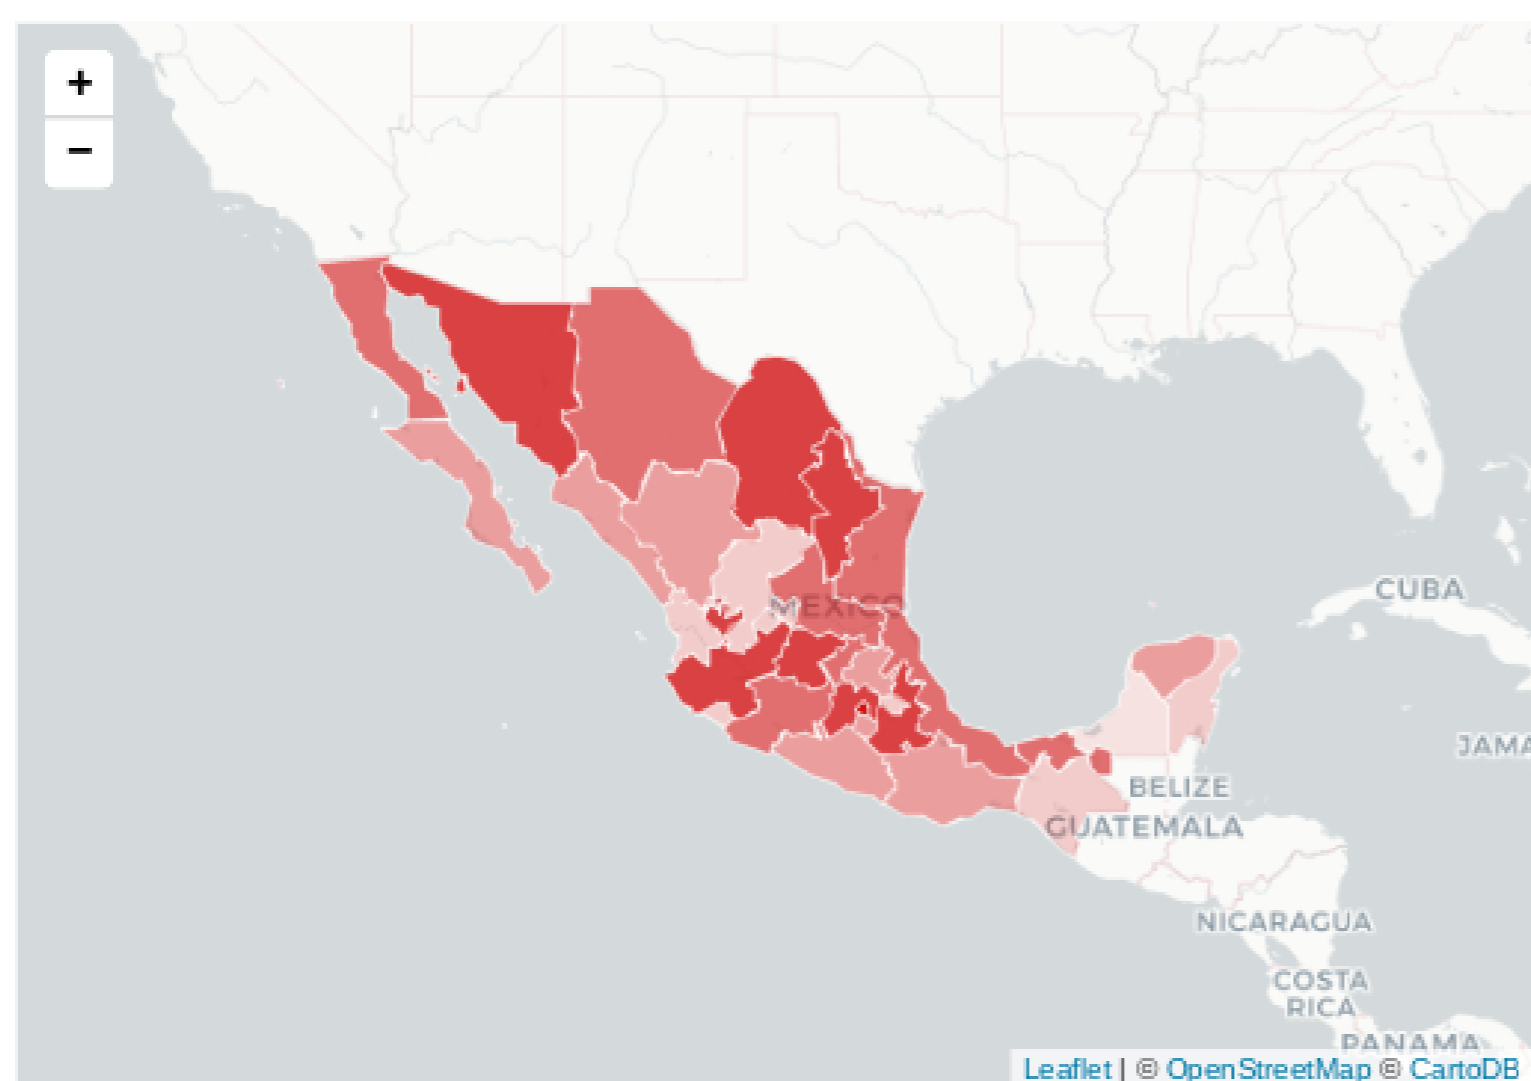 +
−
MEXICO
CUBA
JAMA
BELIZE
GUATEMALA
NICARAGUA
COSTA
RICA
PANAMA
Leaflet | © OpenStreetMap © CartoDB